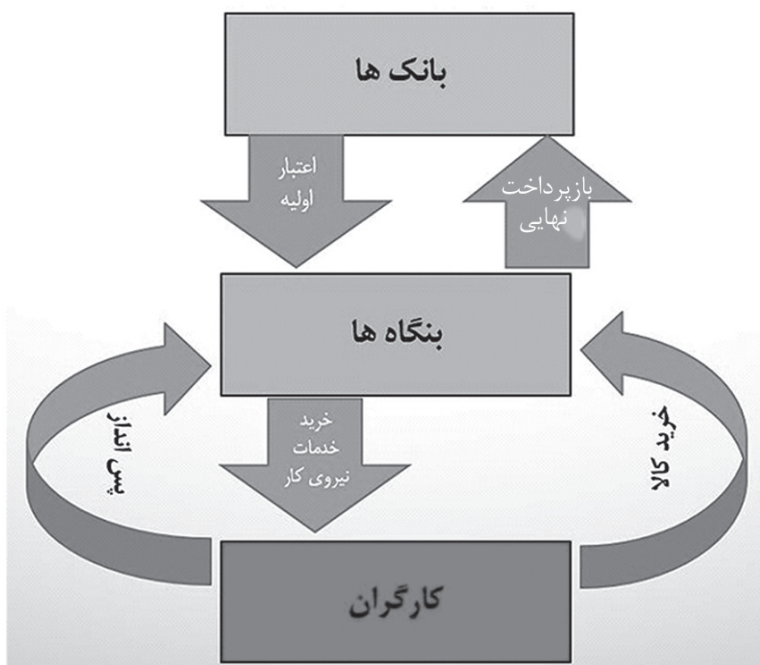 بانک ها
اعتبار
اولیه
بازپرداخت
نهایی
بنگاه ها
خرید
خدمات
نیروی کار
پس انداز
خرید کالا
کارگران